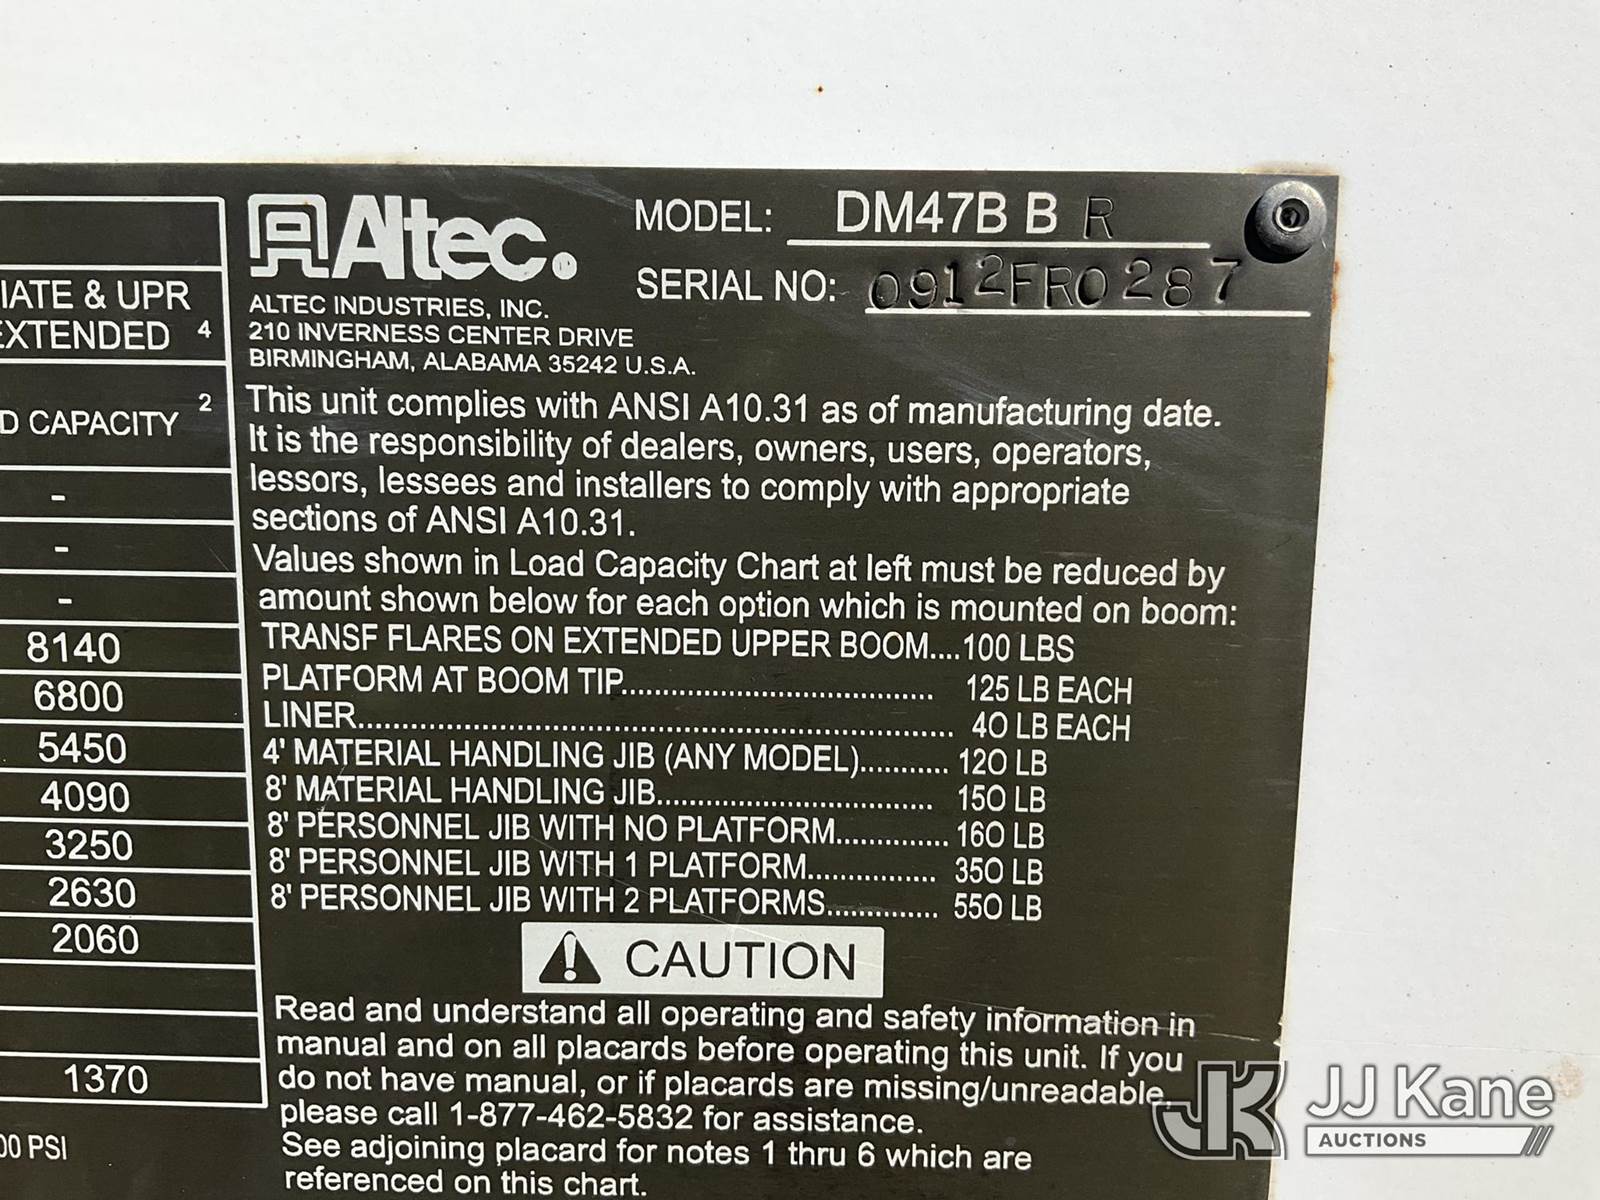 IATE & UPR
EXTENDED 4
D CAPACITY 2
-
-
-
8140
6800
5450
4090
3250
2630
2060
1370
00 PSI
Altec®
ALTEC INDUSTRIES, INC.
210 INVERNESS CENTER DRIVE
BIRMINGHAM, ALABAMA 35242 U.S.A.
MODEL: DM47B B R
SERIAL NO: 0912FR0287
This unit complies with ANSI A10.31 as of manufacturing date.
It is the responsibility of dealers, owners, users, operators,
lessors, lessees and installers to comply with appropriate
sections of ANSI A10.31.
Values shown in Load Capacity Chart at left must be reduced by
amount shown below for each option which is mounted on boom:
TRANSF FLARES ON EXTENDED UPPER BOOM....100 LBS
PLATFORM AT BOOM TIP...................................... 125 LB EACH
LINER......................................................................... 40 LB EACH
4' MATERIAL HANDLING JIB (ANY MODEL)........... 120 LB
8' MATERIAL HANDLING JIB.................................. 150 LB
8' PERSONNEL JIB WITH NO PLATFORM.............. 160 LB
8' PERSONNEL JIB WITH 1 PLATFORM................ 350 LB
8' PERSONNEL JIB WITH 2 PLATFORMS.............. 550 LB
CAUTION
Read and understand all operating and safety information in
manual and on all placards before operating this unit. If you
do not have manual, or if placards are missing/unreadable,
please call 1-877-462-5832 for assistance.
See adjoining placard for notes 1 thru 6 which are
referenced on this chart.
JK JJ Kane
AUCTIONS